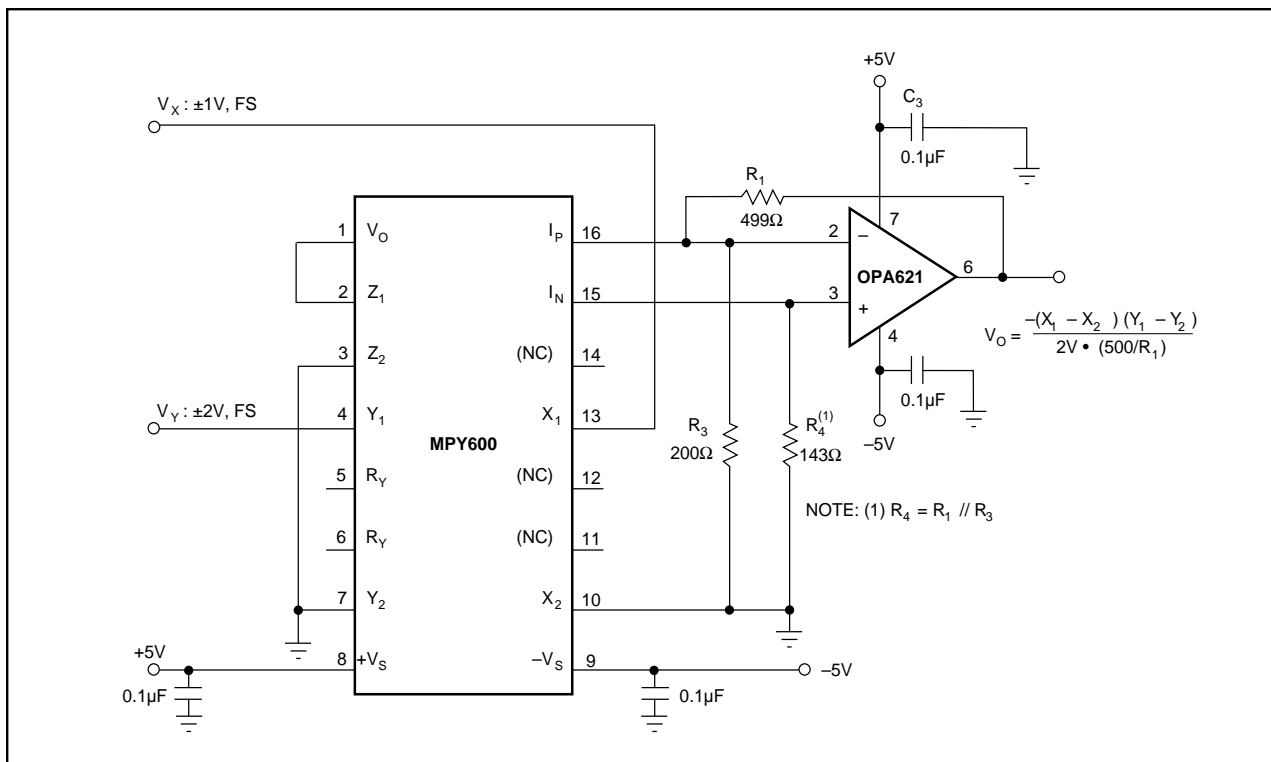 +5V
V_X : ±1V, FS
C_3
0.1µF
R_1
499Ω
1 V_O I_P 16
2 Z_1 I_N 15
3 Z_2 (NC) 14
V_Y : ±2V, FS
4 Y_1 X_1 13
MPY600
5 R_Y (NC) 12
6 R_Y (NC) 11
7 Y_2 X_2 10
+5V
8 +V_S –V_S 9
–5V
0.1µF
0.1µF
7
2 –
OPA621
6
3 +
4
V_O = –(X_1 – X_2 ) (Y_1 – Y_2 )
2V • (500/R_1)
0.1µF
–5V
R_3
200Ω
R_4^(1)
143Ω
NOTE: (1) R_4 = R_1 // R_3